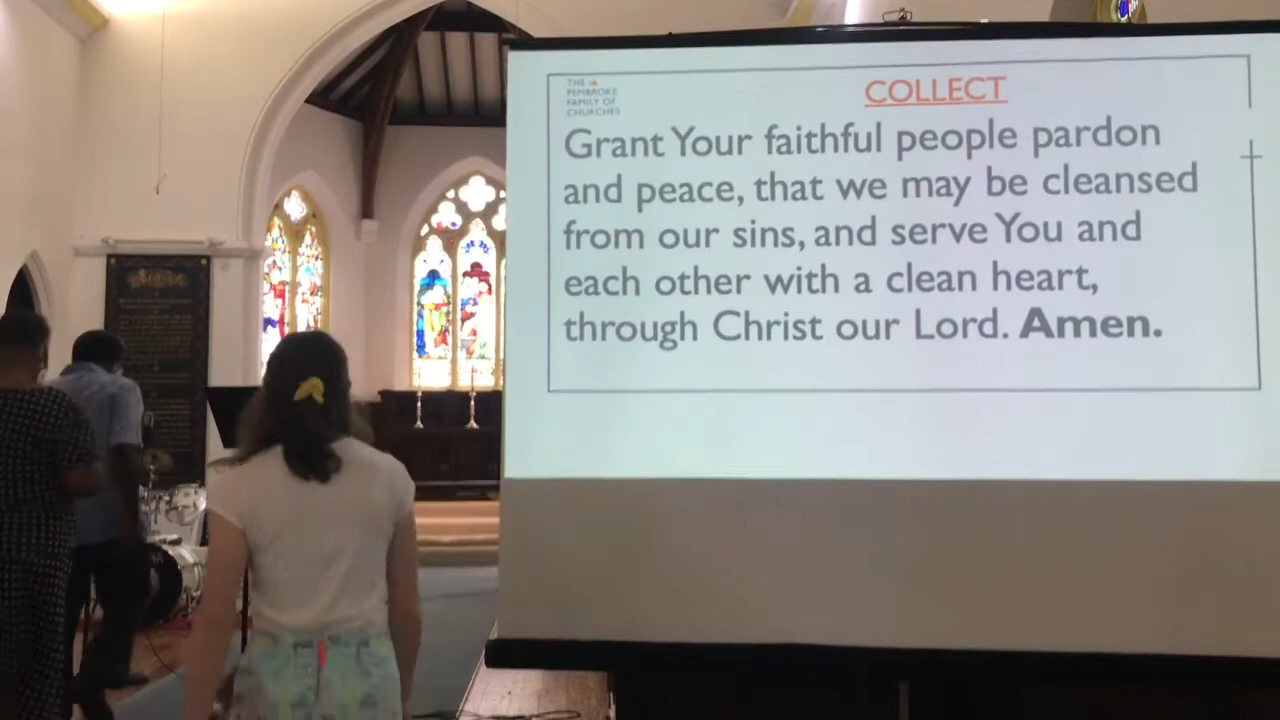 THE
PEMBROKE
FAMILY OF
CHURCHES
COLLECT
Grant Your faithful people pardon
and peace, that we may be cleansed
from our sins, and serve You and
each other with a clean heart,
through Christ our Lord. Amen.